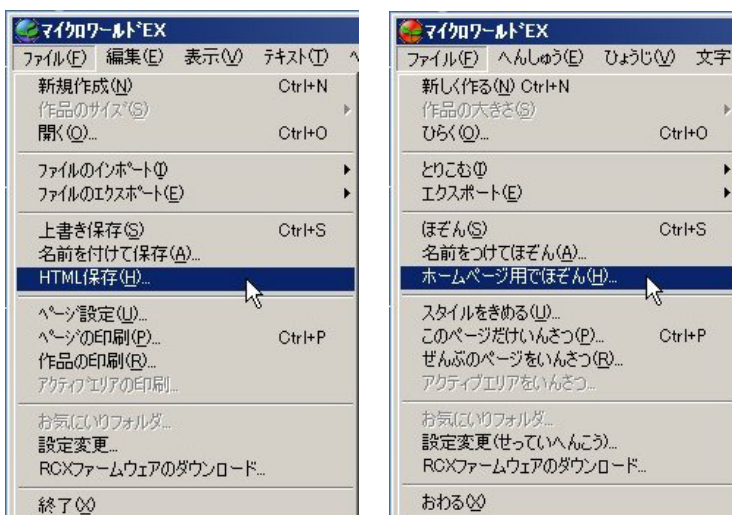 マイクロワールドEX
ファイル(F) 編集(E) 表示(V) テキスト(T) ヘ
新規作成(N) Ctrl+N
作品のサイズ(S)
開く(O)... Ctrl+O
ファイルのインポート(I)
ファイルのエクスポート(E)
上書き保存(S) Ctrl+S
名前を付けて保存(A)...
HTML保存(H)...
ページ設定(U)...
ページの印刷(P)... Ctrl+P
作品の印刷(R)...
アクティブエリアの印刷...
お気にいりフォルダ...
設定変更...
RCXファームウェアのダウンロード...
終了(X)
マイクロワールドEX
ファイル(F) へんしゅう(E) ひょうじ(V) 文字
新しく作る(N) Ctrl+N
作品の大きさ(S)
ひらく(O)... Ctrl+O
とりこむ(I)
エクスポート(E)
ほぞん(S) Ctrl+S
名前をつけてほぞん(A)...
ホームページ用でほぞん(H)...
スタイルをきめる(U)...
このページだけいんさつ(P)... Ctrl+P
ぜんぶのページをいんさつ(R)...
アクティブエリアをいんさつ...
お気にいりフォルダ...
設定変更(せっていへんこう)...
RCXファームウェアのダウンロード...
おわる(X)